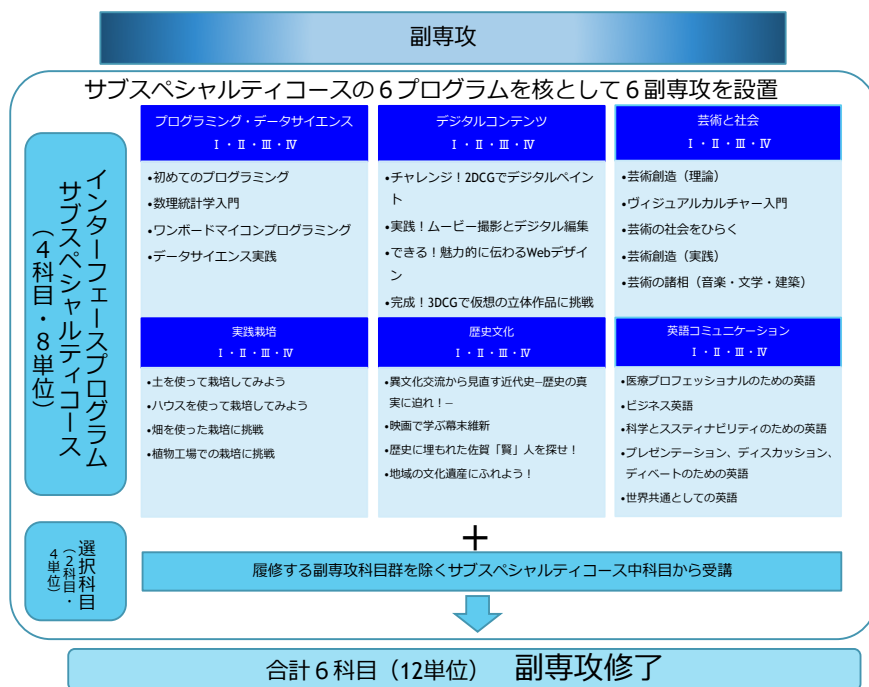 副専攻
サブスペシャルティコースの6プログラムを核として6副専攻を設置
インターフェースプログラム
サブスペシャルティコース
(4科目・8単位)
プログラミング・データサイエンス
Ⅰ・Ⅱ・Ⅲ・Ⅳ
•初めてのプログラミング
•数理統計学入門
•ワンボードマイコンプログラミング
•データサイエンス実践
デジタルコンテンツ
Ⅰ・Ⅱ・Ⅲ・Ⅳ
•チャレンジ！2DCGでデジタルペイン
ト
•実践！ムービー撮影とデジタル編集
•できる！魅力的に伝わるWebデザイ
ン
•完成！3DCGで仮想の立体作品に挑戦
芸術と社会
Ⅰ・Ⅱ・Ⅲ・Ⅳ
•芸術創造（理論）
•ヴィジュアルカルチャー入門
•芸術の社会をひらく
•芸術創造（実践）
•芸術の諸相（音楽・文学・建築）
実践栽培
Ⅰ・Ⅱ・Ⅲ・Ⅳ
•土を使って栽培してみよう
•ハウスを使って栽培してみよう
•畑を使った栽培に挑戦
•植物工場での栽培に挑戦
歴史文化
Ⅰ・Ⅱ・Ⅲ・Ⅳ
•異文化交流から見直す近代史−歴史の真
実に迫れ！−
•映画で学ぶ幕末維新
•歴史に埋もれた佐賀「賢」人を探せ！
•地域の文化遺産にふれよう！
英語コミュニケーション
Ⅰ・Ⅱ・Ⅲ・Ⅳ
•医療プロフェッショナルのための英語
•ビジネス英語
•科学とススティナビリティのための英語
•プレゼンテーション、ディスカッション、
ディベートのための英語
•世界共通としての英語
＋
選択科目
（2科目・
4単位）
履修する副専攻科目群を除くサブスペシャルティコース中科目から受講
合計6科目（12単位） 副専攻修了